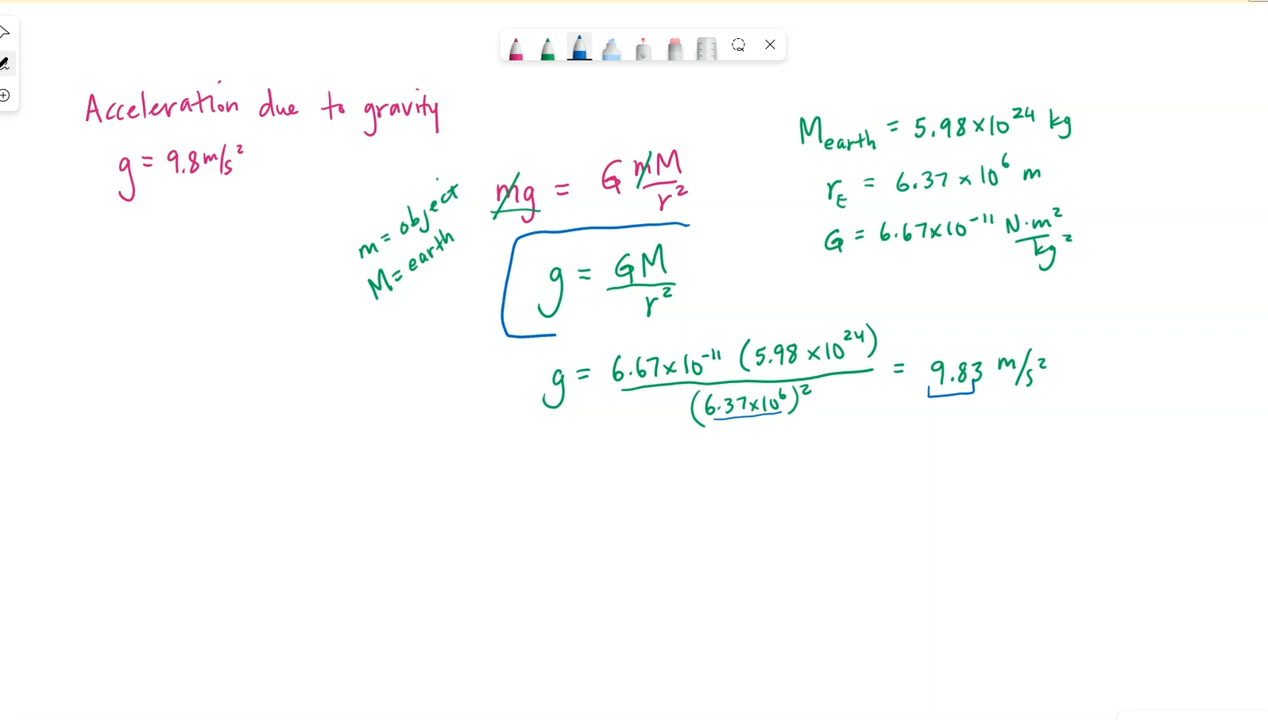 Acceleration due to gravity
g = 9.8 m/s²
mg = G mM / r²
m = object
M = earth
g = GM / r²
g = 6.67×10⁻¹¹ (5.98×10²⁴) / (6.37×10⁶)² = 9.83 m/s²
M earth = 5.98×10²⁴ kg
r_E = 6.37×10⁶ m
G = 6.67×10⁻¹¹ N·m² / kg²